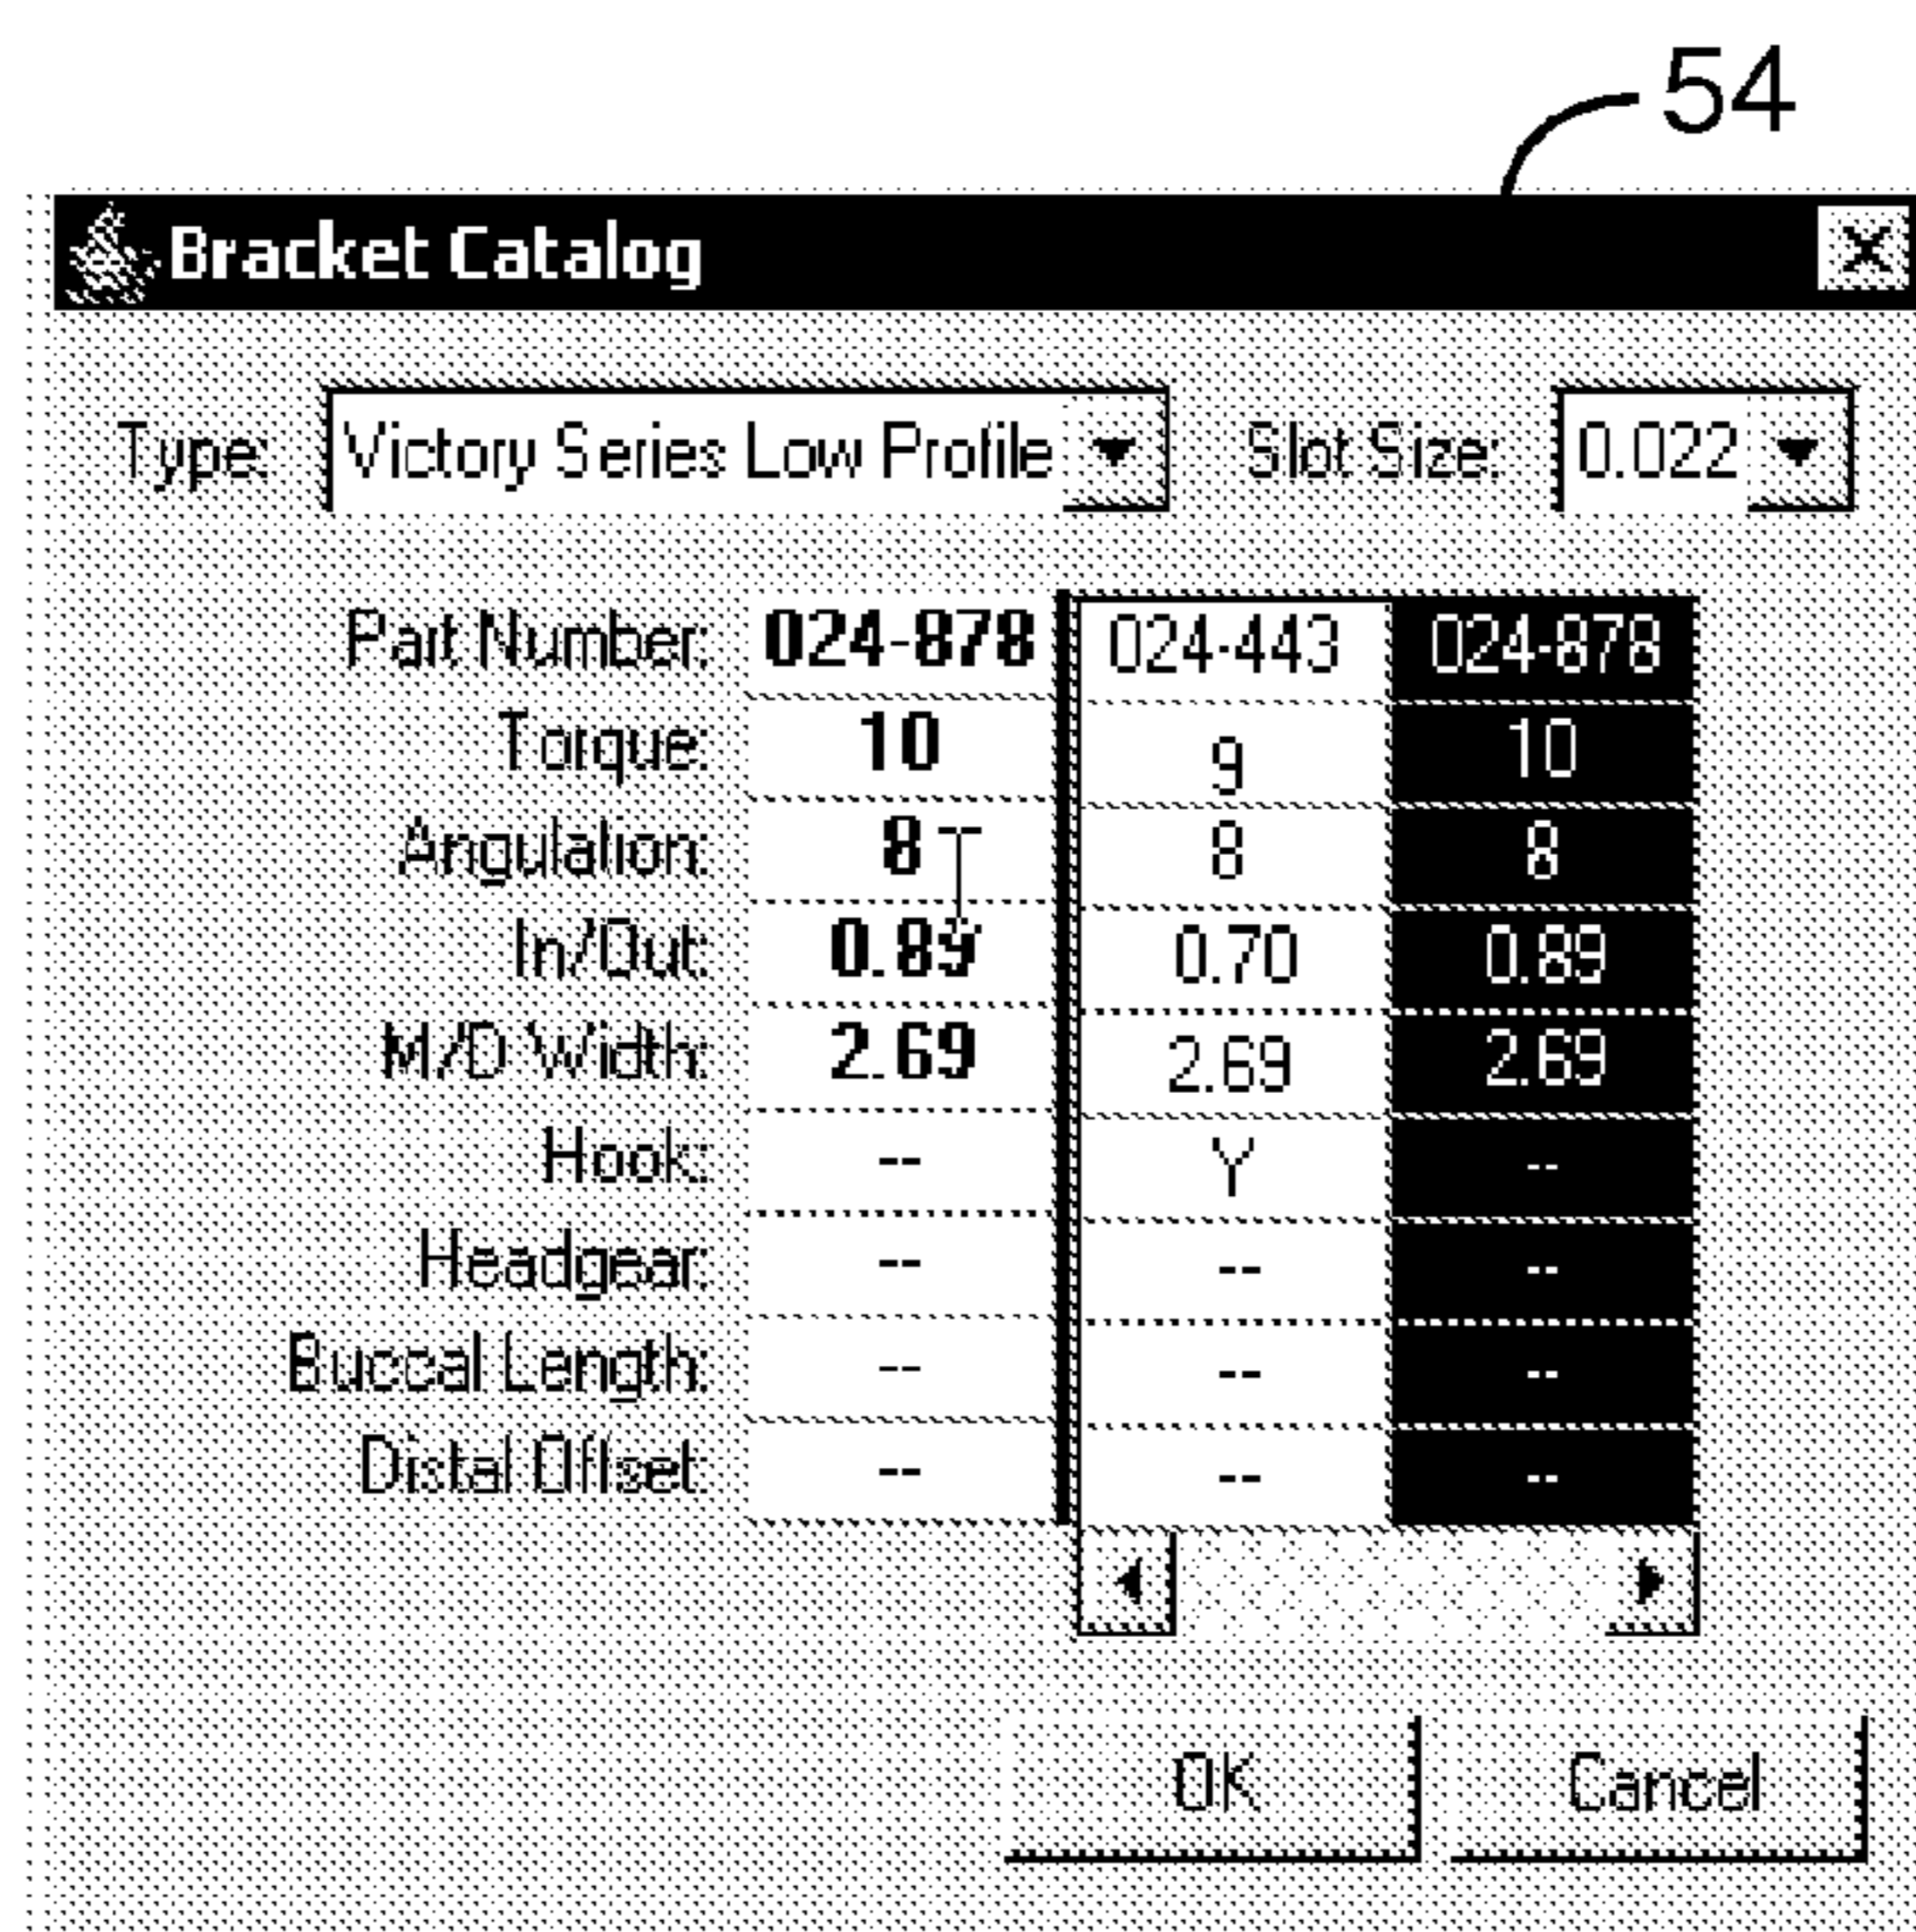 54
Bracket Catalog
Type: Victory Series Low Profile Slot Size: 0.022
Part Number: 024-878 024-443 024-878
Torque: 10 9 10
Angulation: 8 8 8
In/Out: 0.89 0.70 0.89
M/D Width: 2.69 2.69 2.69
Hook: -- Y --
Headgear: -- -- --
Buccal Length: -- -- --
Distal Offset: -- -- --
OK Cancel